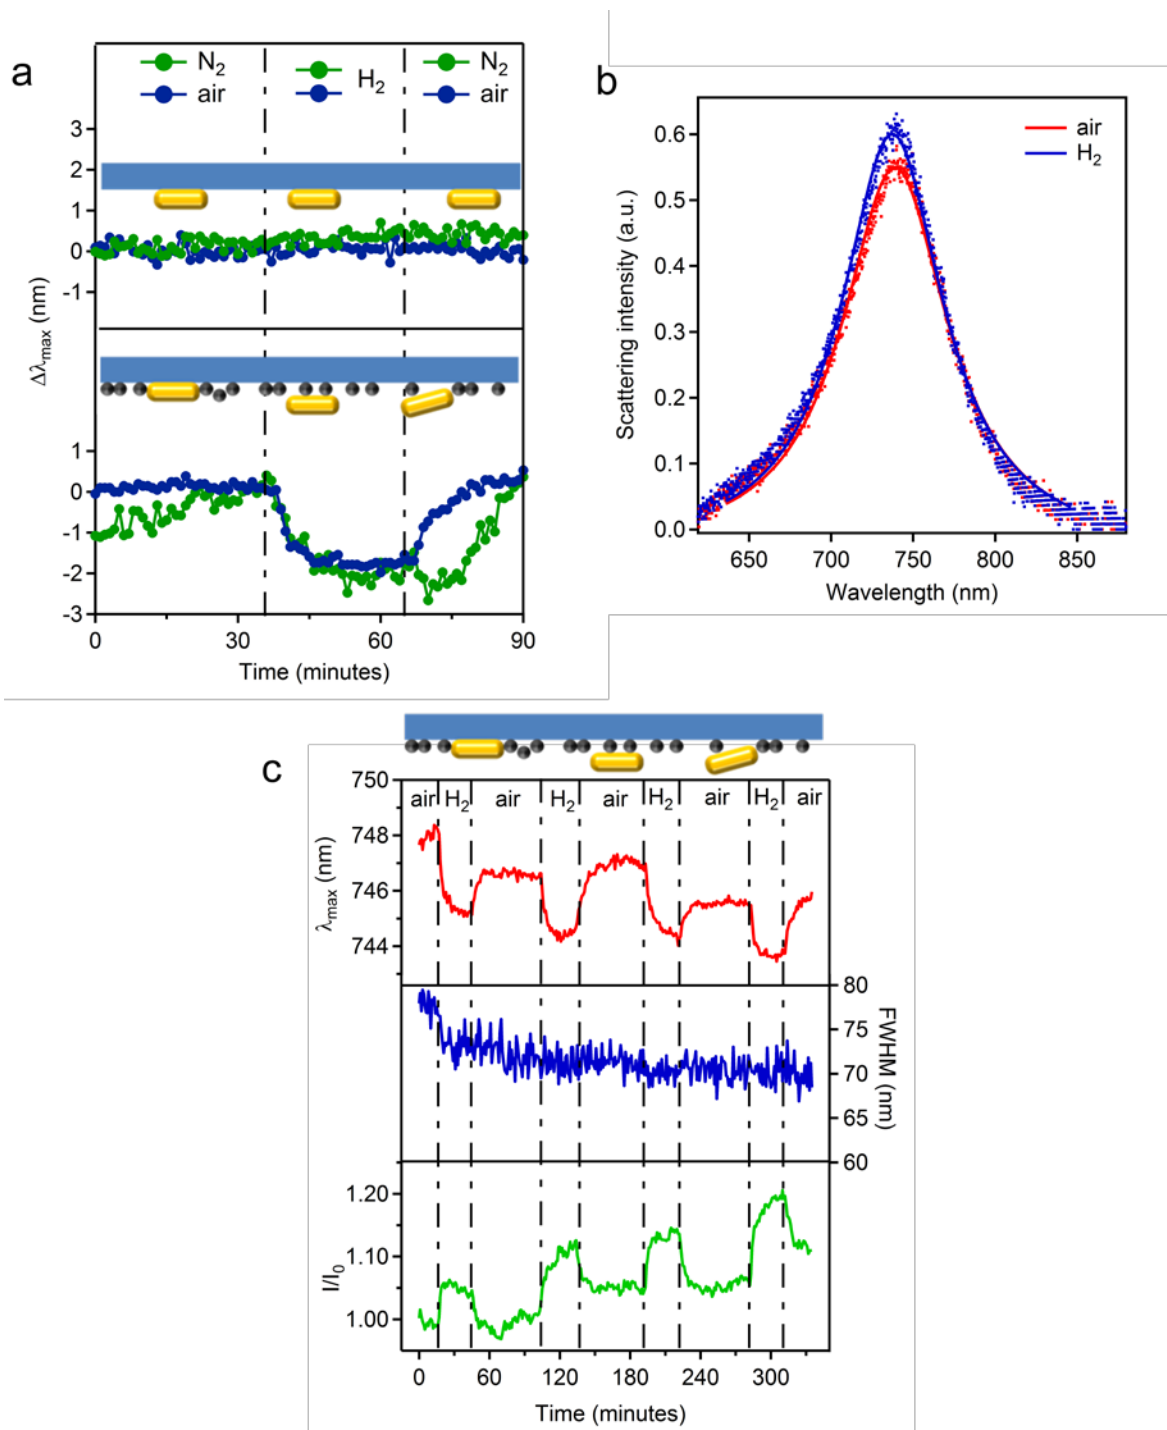 a
N2
H2
N2
air
air
3
2
1
0
-1
1
0
-1
-2
-3
Δλmax (nm)
0
30
60
90
Time (minutes)
b
air
H2
0.6
0.5
0.4
0.3
0.2
0.1
0.0
Scattering intensity (a.u.)
650
700
750
800
850
Wavelength (nm)
c
air H2 air H2 air H2 air H2 air
750
748
746
744
λmax (nm)
80
75
70
65
60
FWHM (nm)
1.20
1.10
1.00
I/I0
0
60
120
180
240
300
Time (minutes)